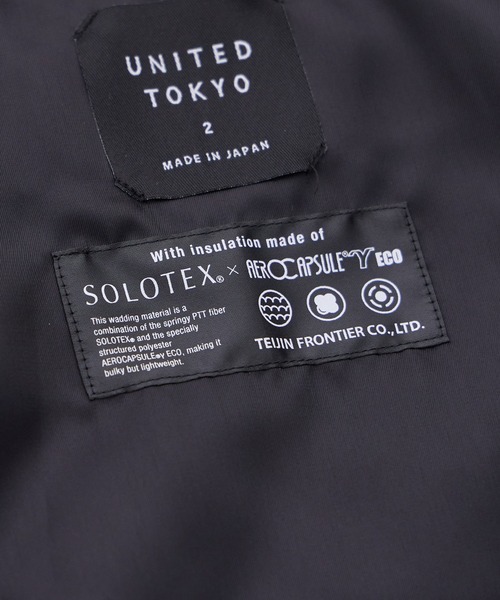 UNITED
TOKYO
2
MADE IN JAPAN
With insulation made of
SOLOTEX® × AEROCAPSULE®Y ECO
This wadding material is a
combination of the springy PTT fiber
SOLOTEX® and the specially
structured polyester
AEROCAPSULE®Y ECO, making it
bulky but lightweight.
TEIJIN FRONTIER CO., LTD.